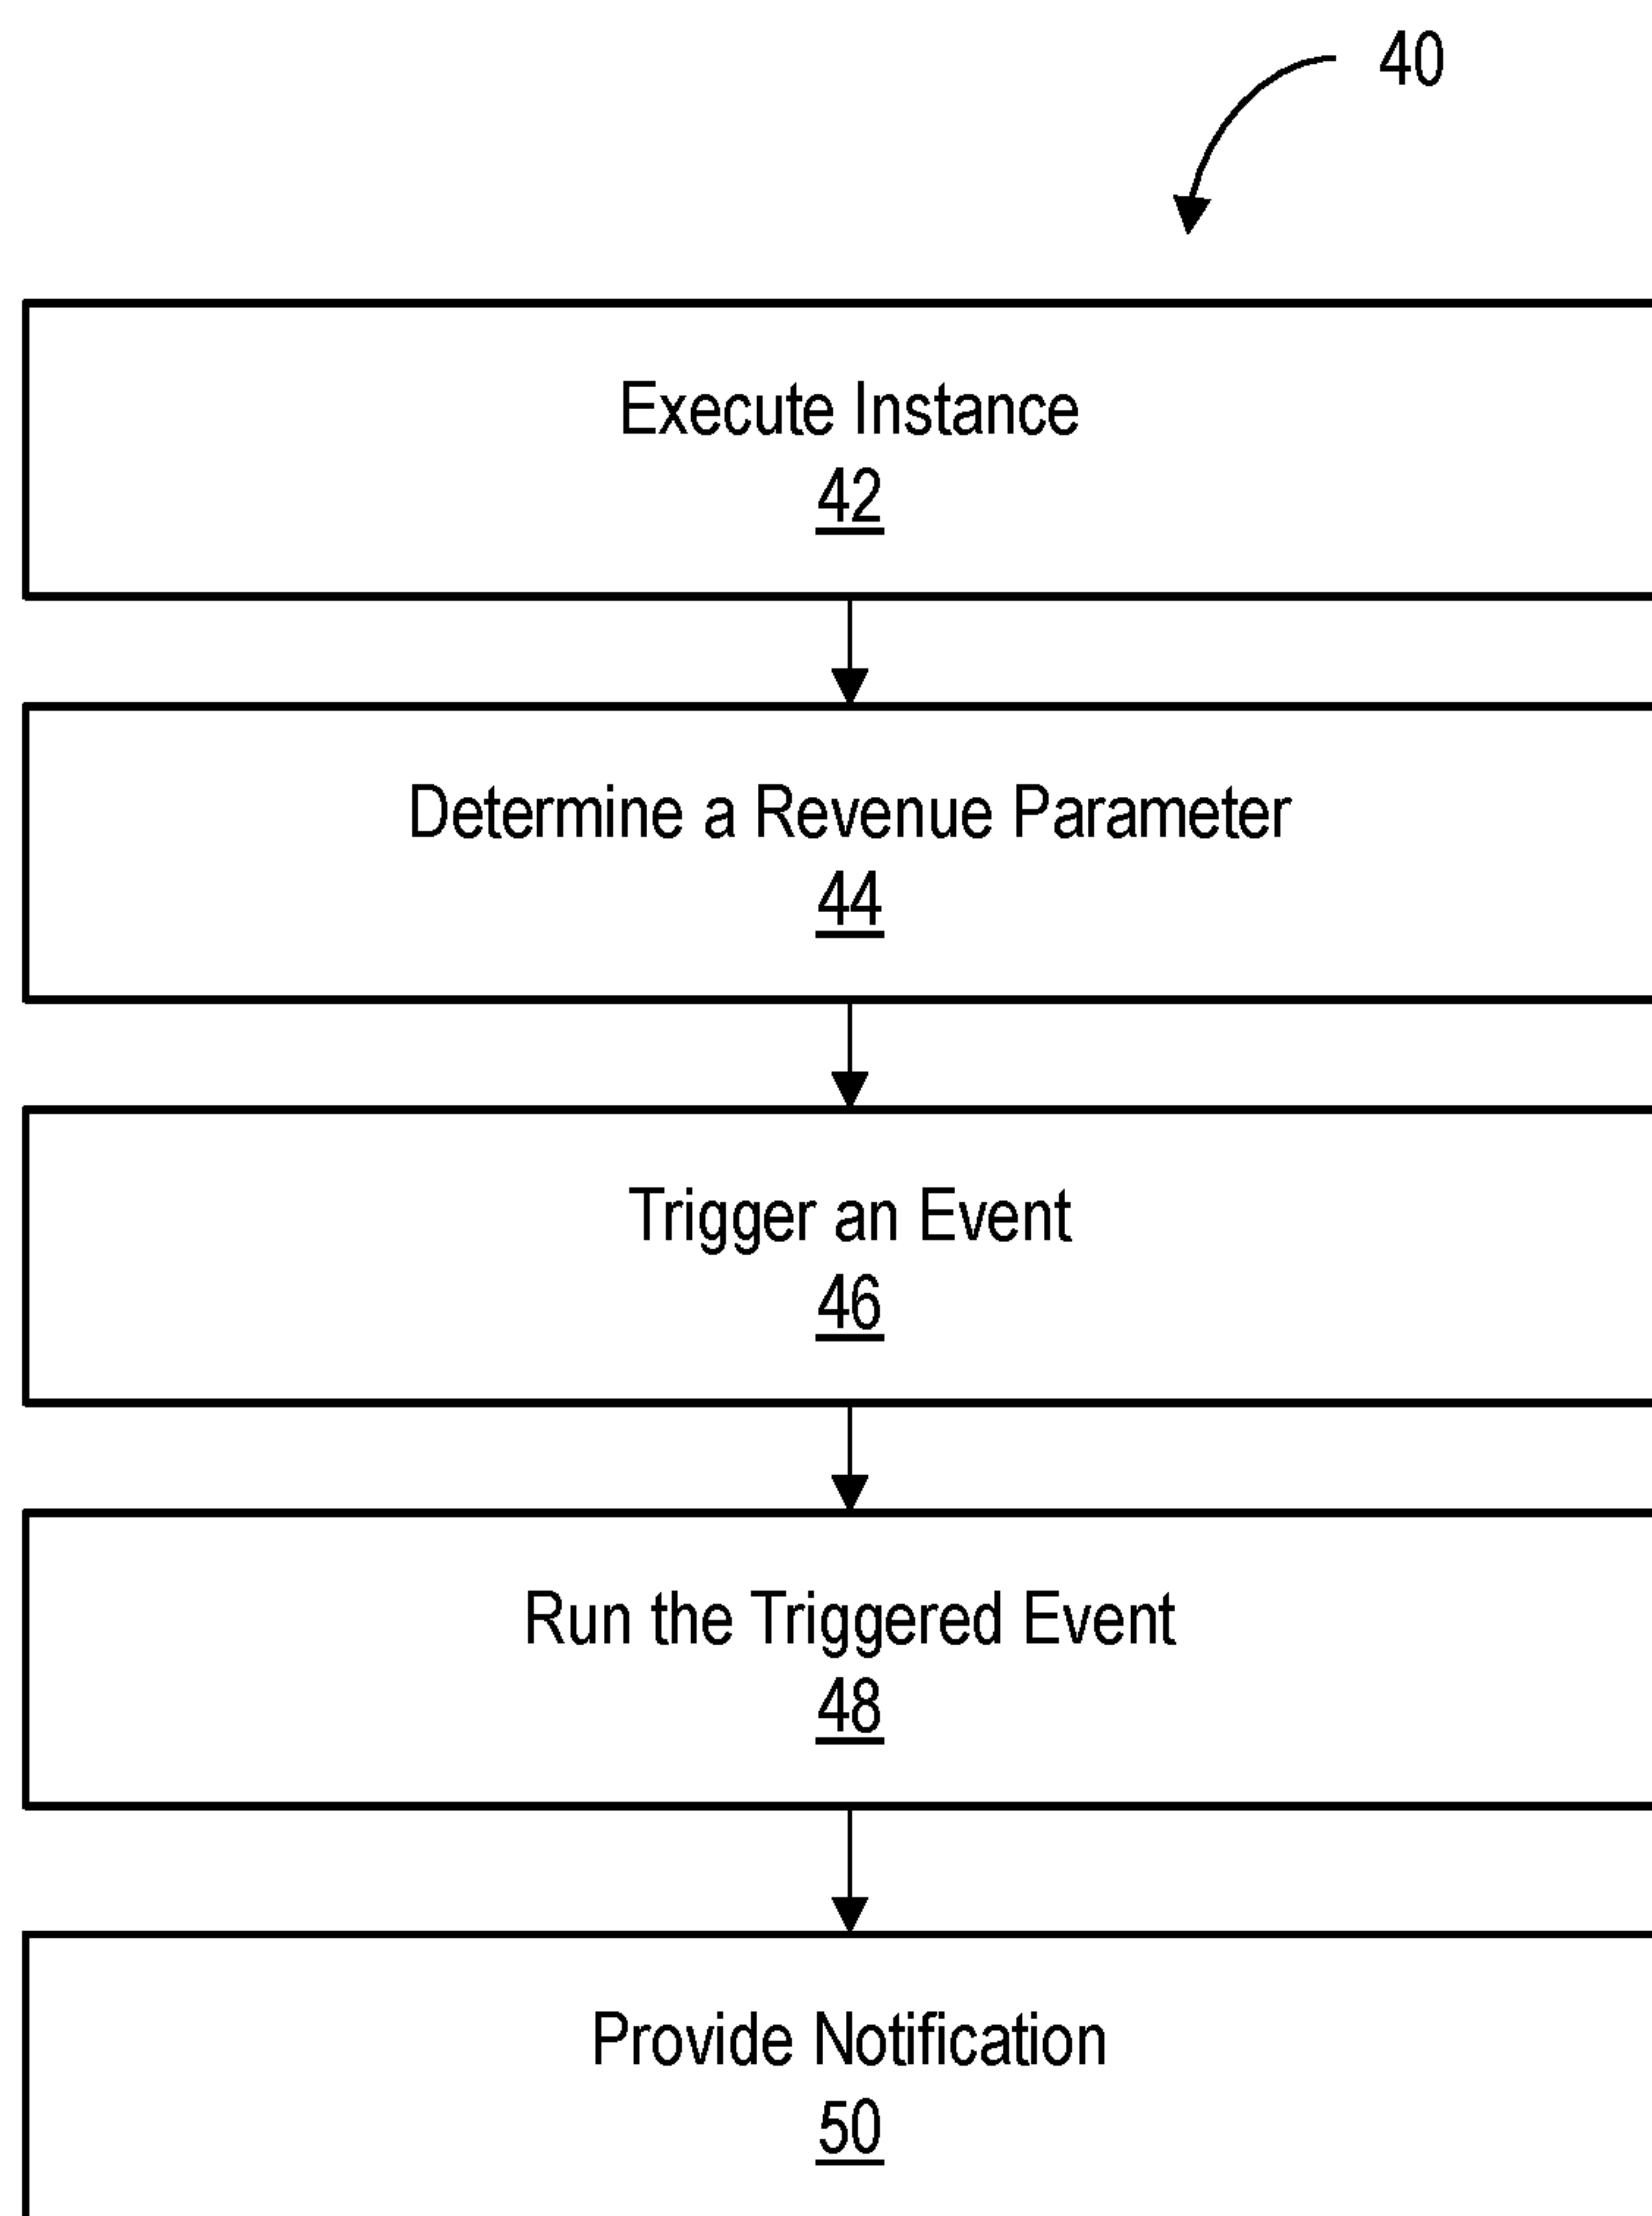 40
Execute Instance
42
Determine a Revenue Parameter
44
Trigger an Event
46
Run the Triggered Event
48
Provide Notification
50